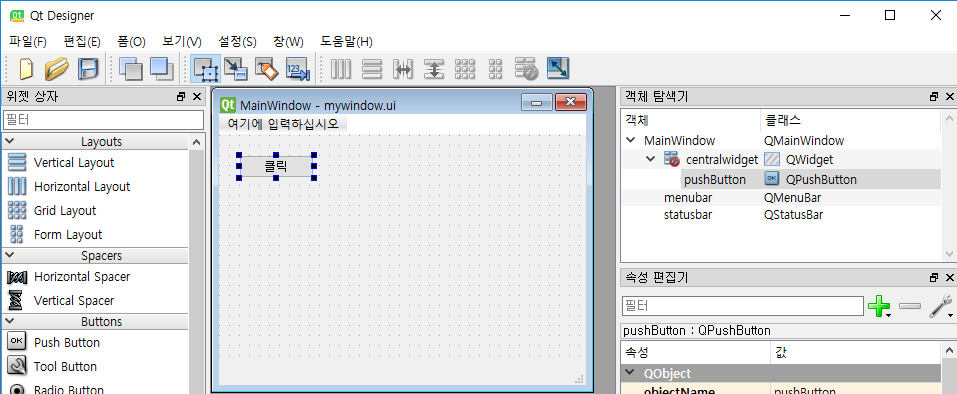 Qt Designer
파일(F) 편집(E) 폼(O) 보기(V) 설정(S) 창(W) 도움말(H)
123
위젯 상자
필터
Layouts
Vertical Layout
Horizontal Layout
Grid Layout
Form Layout
Spacers
Horizontal Spacer
Vertical Spacer
Buttons
OK Push Button
Tool Button
Radio Button
Qt MainWindow - mywindow.ui
여기에 입력하십시오
클릭
객체 탐색기
객체 클래스
MainWindow QMainWindow
centralwidget QWidget
pushButton OK QPushButton
menubar QMenuBar
statusbar QStatusBar
속성 편집기
필터
pushButton : QPushButton
속성 값
QObject
objectName pushButton